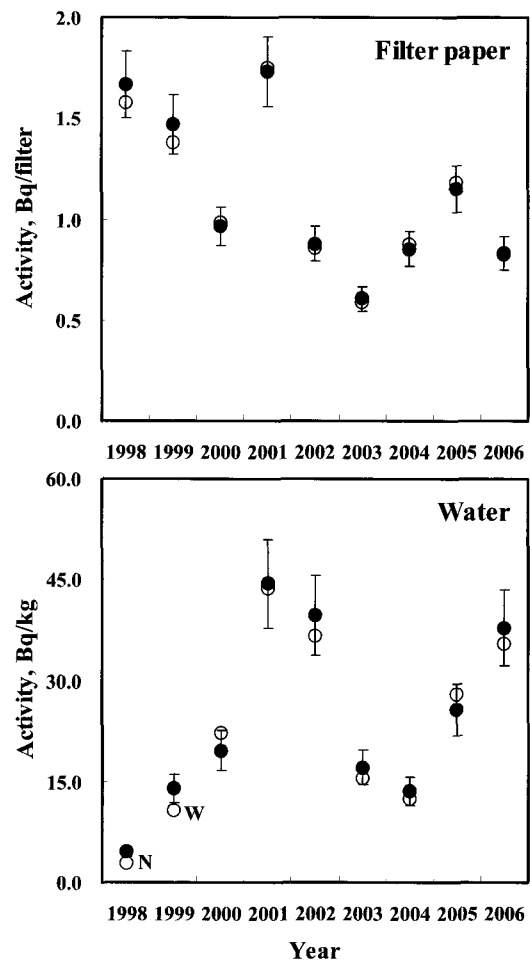 Filter paper
Activity, Bq/filter
2.0
1.5
1.0
0.5
0.0
1998 1999 2000 2001 2002 2003 2004 2005 2006
Water
Activity, Bq/kg
60.0
45.0
30.0
15.0
0.0
W
N
1998 1999 2000 2001 2002 2003 2004 2005 2006
Year